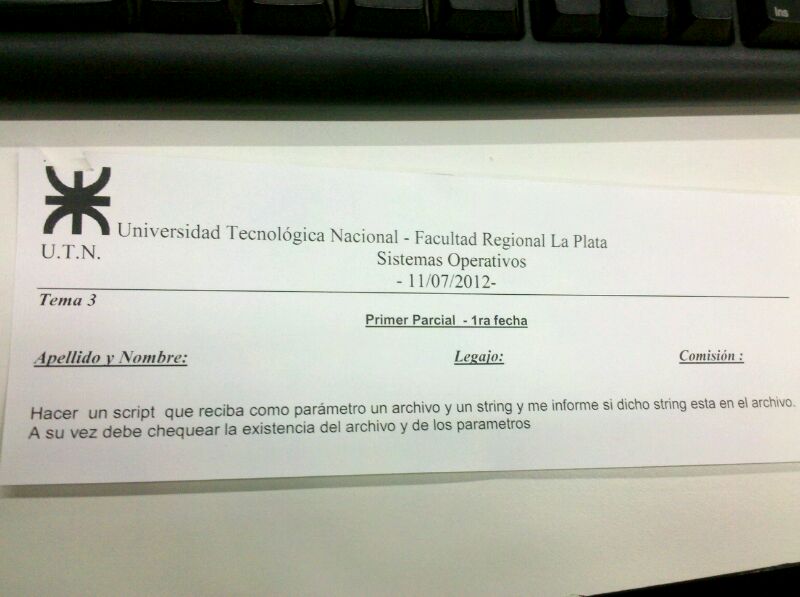 Ins
U.T.N.
Universidad Tecnológica Nacional - Facultad Regional La Plata
Sistemas Operativos
- 11/07/2012-
Tema 3
Primer Parcial - 1ra fecha
Apellido y Nombre: Legajo: Comisión :
Hacer un script que reciba como parámetro un archivo y un string y me informe si dicho string esta en el archivo.
A su vez debe chequear la existencia del archivo y de los parametros